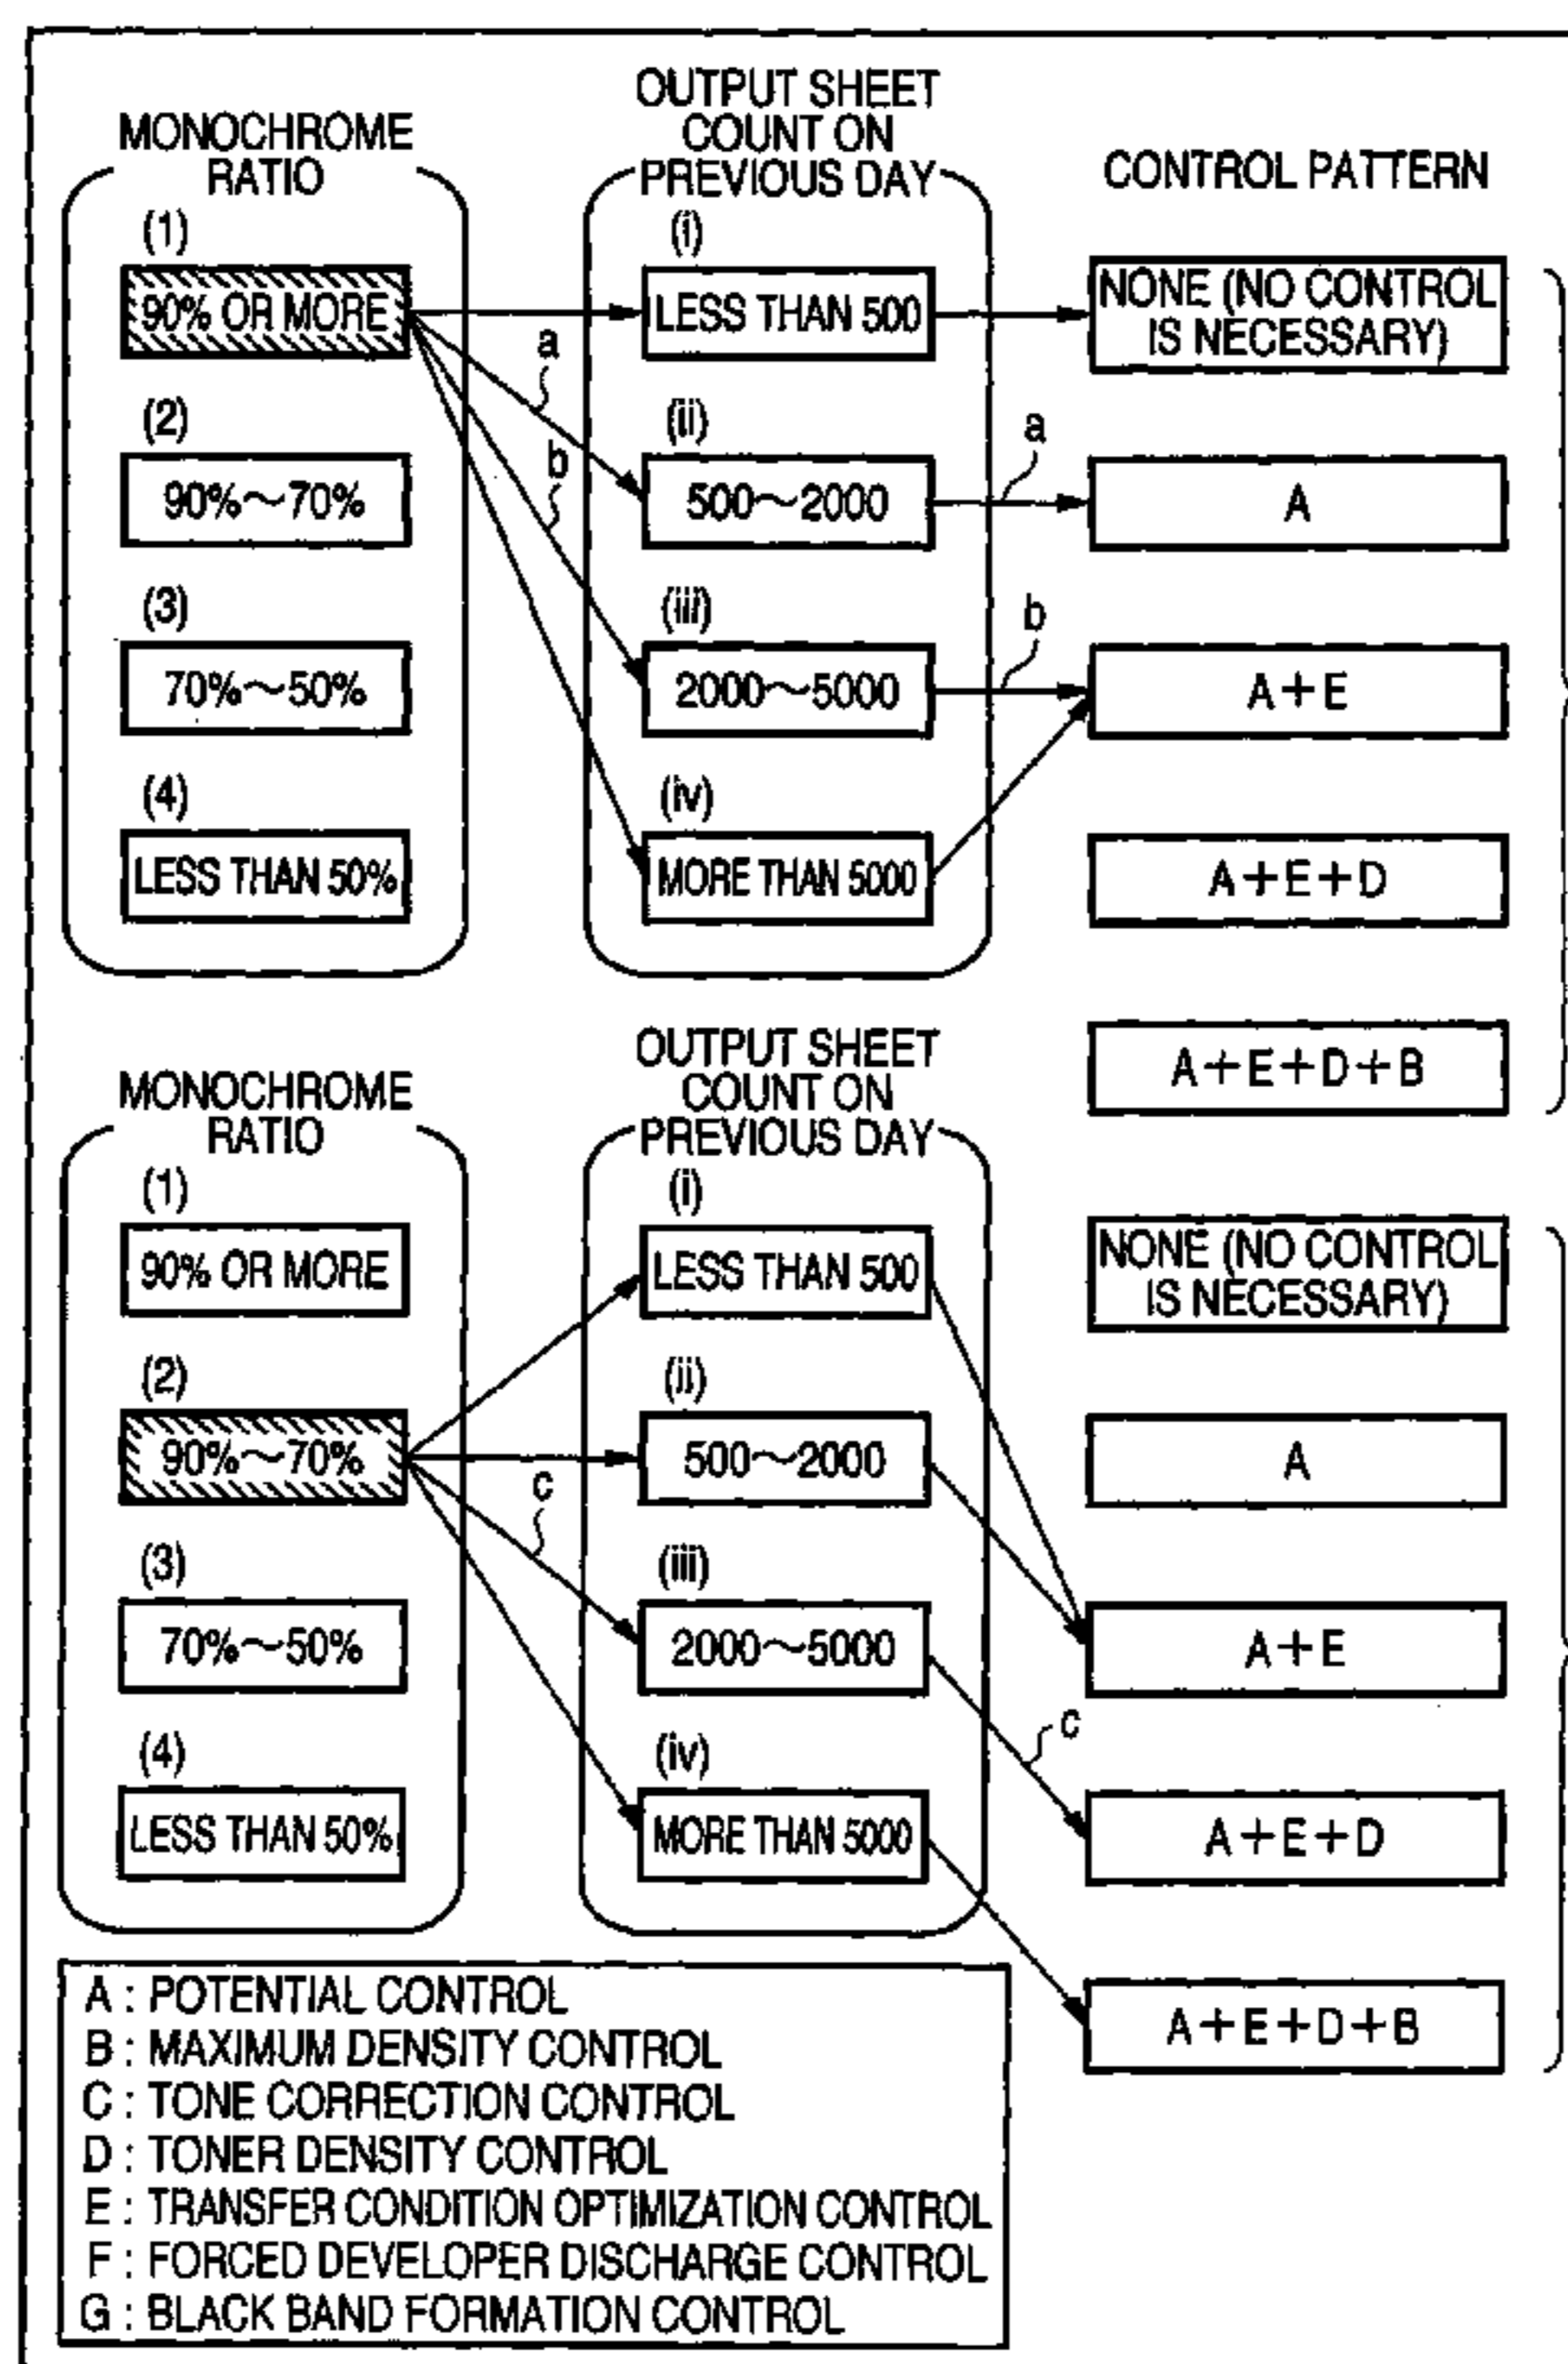 MONOCHROME
RATIO
OUTPUT SHEET
COUNT ON
PREVIOUS DAY
CONTROL PATTERN
(1)
90% OR MORE
(2)
90%～70%
(3)
70%～50%
(4)
LESS THAN 50%
a
b
(i)
LESS THAN 500
(ii)
500～2000
(iii)
2000～5000
(iv)
MORE THAN 5000
a
b
NONE (NO CONTROL
IS NECESSARY)
A
A+E
A+E+D
A+E+D+B
MONOCHROME
RATIO
OUTPUT SHEET
COUNT ON
PREVIOUS DAY
(1)
90% OR MORE
(2)
90%～70%
(3)
70%～50%
(4)
LESS THAN 50%
c
(i)
LESS THAN 500
(ii)
500～2000
(iii)
2000～5000
(iv)
MORE THAN 5000
c
NONE (NO CONTROL
IS NECESSARY)
A
A+E
A+E+D
A+E+D+B
A : POTENTIAL CONTROL
B : MAXIMUM DENSITY CONTROL
C : TONE CORRECTION CONTROL
D : TONER DENSITY CONTROL
E : TRANSFER CONDITION OPTIMIZATION CONTROL
F : FORCED DEVELOPER DISCHARGE CONTROL
G : BLACK BAND FORMATION CONTROL